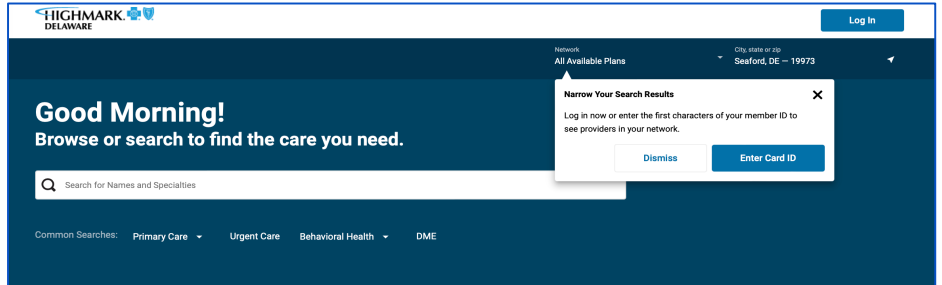 HIGHMARK.
DELAWARE
Log In
Network
All Available Plans
City, state or zip
Seaford, DE — 19973
Narrow Your Search Results
Log in now or enter the first characters of your member ID to
see providers in your network.
Dismiss
Enter Card ID
Good Morning!
Browse or search to find the care you need.
Search for Names and Specialties
Common Searches: Primary Care Urgent Care Behavioral Health DME